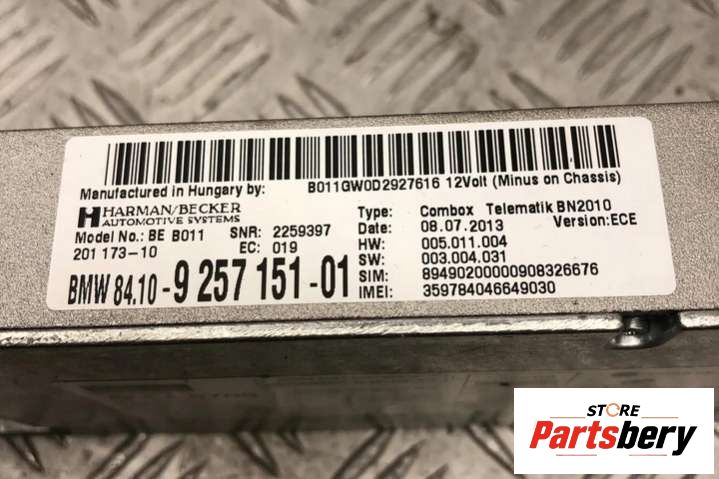 Manufactured in Hungary by: B011GW0D2927616 12Volt (Minus on Chassis)
HARMAN/BECKER
AUTOMOTIVE SYSTEMS
Model No.: BE B011 SNR: 2259397
201 173-10 EC: 019
BMW 84.10-9 257 151-01
Type: Combox Telematik BN2010
Date: 08.07.2013 Version: ECE
HW: 005.011.004
SW: 003.004.031
SIM: 89490200000908326676
IMEI: 359784046649030
STORE
Partsbery